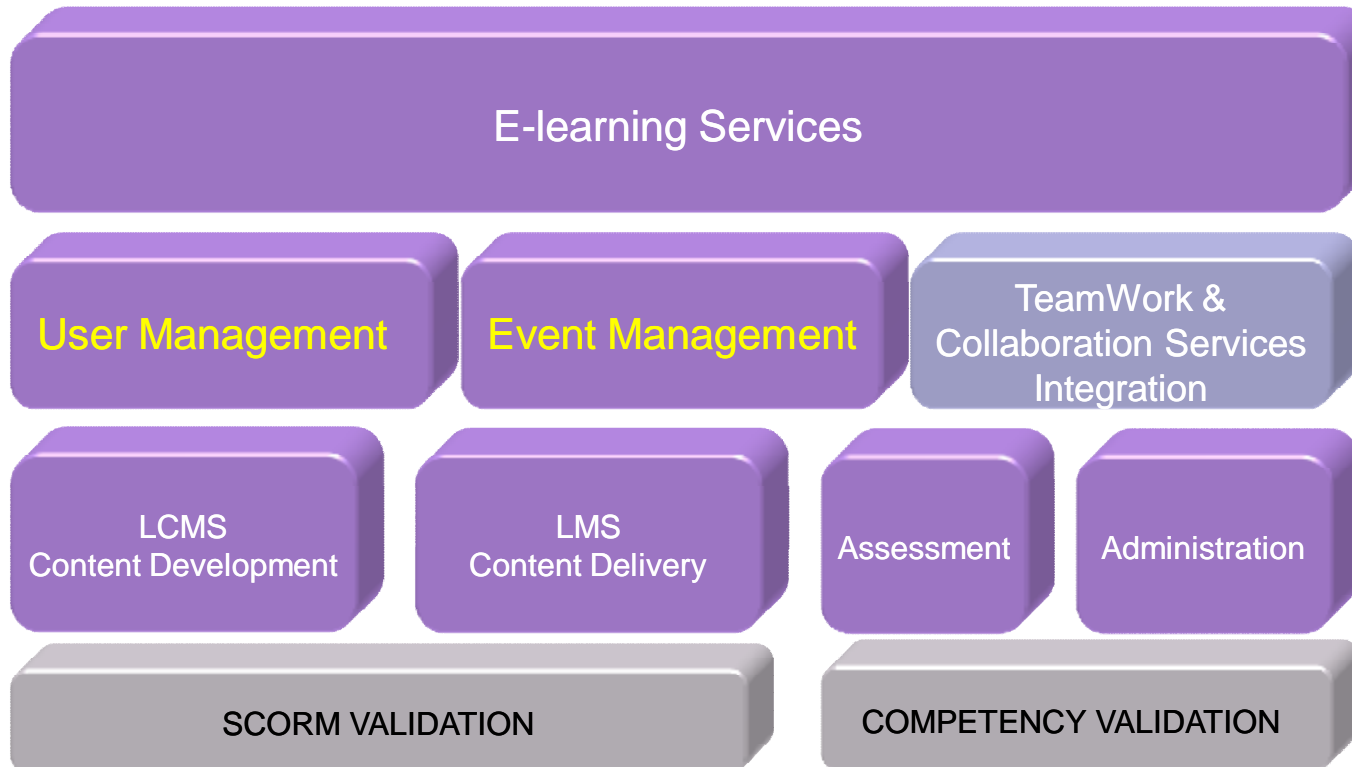 E-learning Services
User Management
Event Management
TeamWork &
Collaboration Services
Integration
LCMS
Content Development
LMS
Content Delivery
Assessment
Administration
SCORM VALIDATION
COMPETENCY VALIDATION